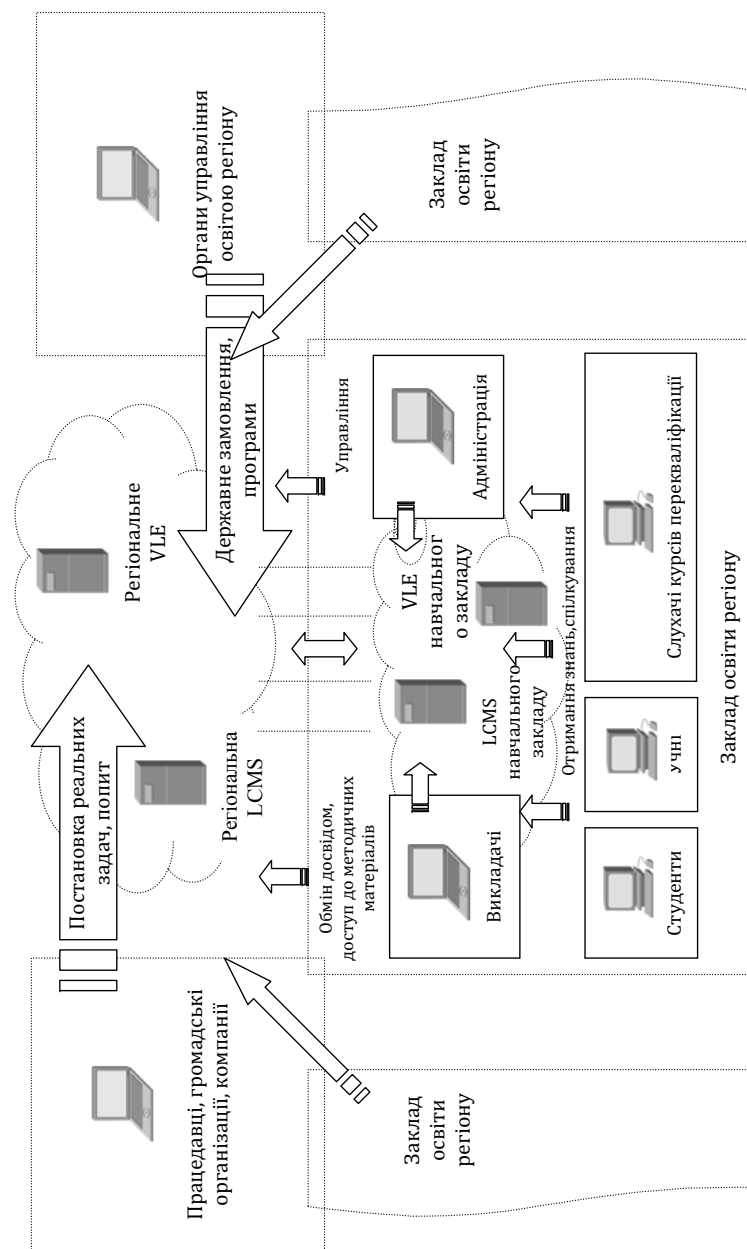 Працедавці, громадські
організації, компанії
Постановка реальних
задач, попит
Регіональна
LCMS
Регіональне
VLE
Державне замовлення,
програми
Органи управління
освітою регіону
Заклад
освіти
регіону
Обмін досвідом,
доступ до методичних
матеріалів
Управління
Викладачі
LCMS
навчального
закладу
VLE
навчальног
о закладу
Адміністрація
Отримання знань,спілкування
Студенти
учні
Слухачі курсів перекваліфікації
Заклад освіти регіону
Заклад
освіти
регіону